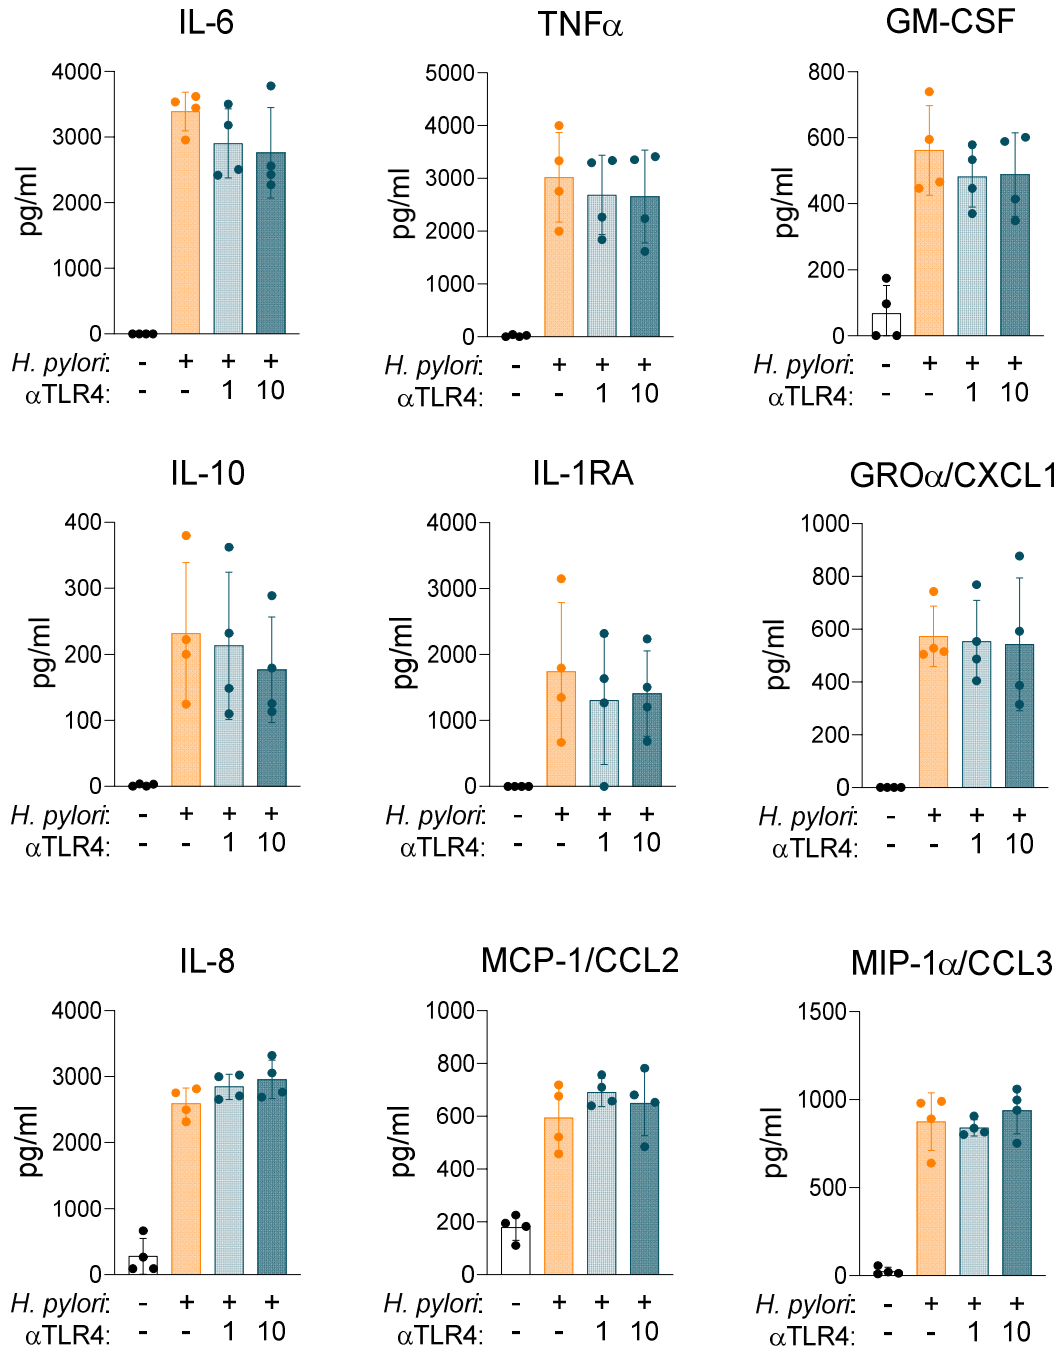 IL-6 TNFα GM-CSF
4000 5000 800
3000 4000 600
2000 3000 400
1000 2000 200
0 1000 0
0
pg/ml pg/ml pg/ml
H. pylori: - + + + - + + + H. pylori: - + + +
αTLR4: - - 1 10 - - 1 10 αTLR4: - - 1 10
IL-10 IL-1RA GROα/CXCL1
400 4000 1000
300 3000 800
200 2000 600
100 1000 400
0 0 200
0
pg/ml pg/ml pg/ml
H. pylori: - + + + H. pylori: - + + + H. pylori: - + + +
αTLR4: - - 1 10 αTLR4: - - 1 10 αTLR4: - - 1 10
IL-8 MCP-1/CCL2 MIP-1α/CCL3
4000 1000 1500
3000 800 1000
2000 600 500
1000 400 0
0 200
0
pg/ml pg/ml pg/ml
H. pylori: - + + + H. pylori: - + + + H. pylori: - + + +
αTLR4: - - 1 10 αTLR4: - - 1 10 αTLR4: - - 1 10